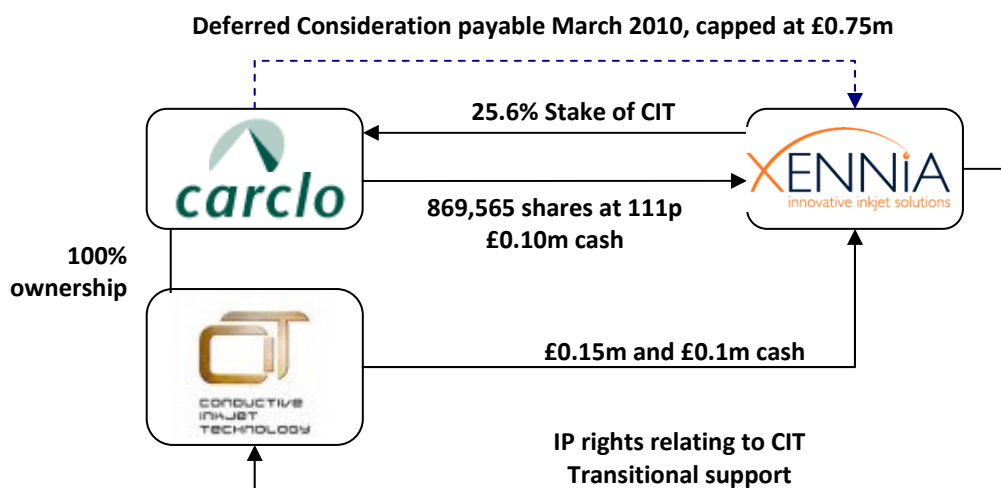 Deferred Consideration payable March 2010, capped at £0.75m
25.6% Stake of CIT
carclo
XENNiA
innovative inkjet solutions
869,565 shares at 111p
£0.10m cash
100%
ownership
CIT
CONDUCTIVE
INKJET
TECHNOLOGY
£0.15m and £0.1m cash
IP rights relating to CIT
Transitional support